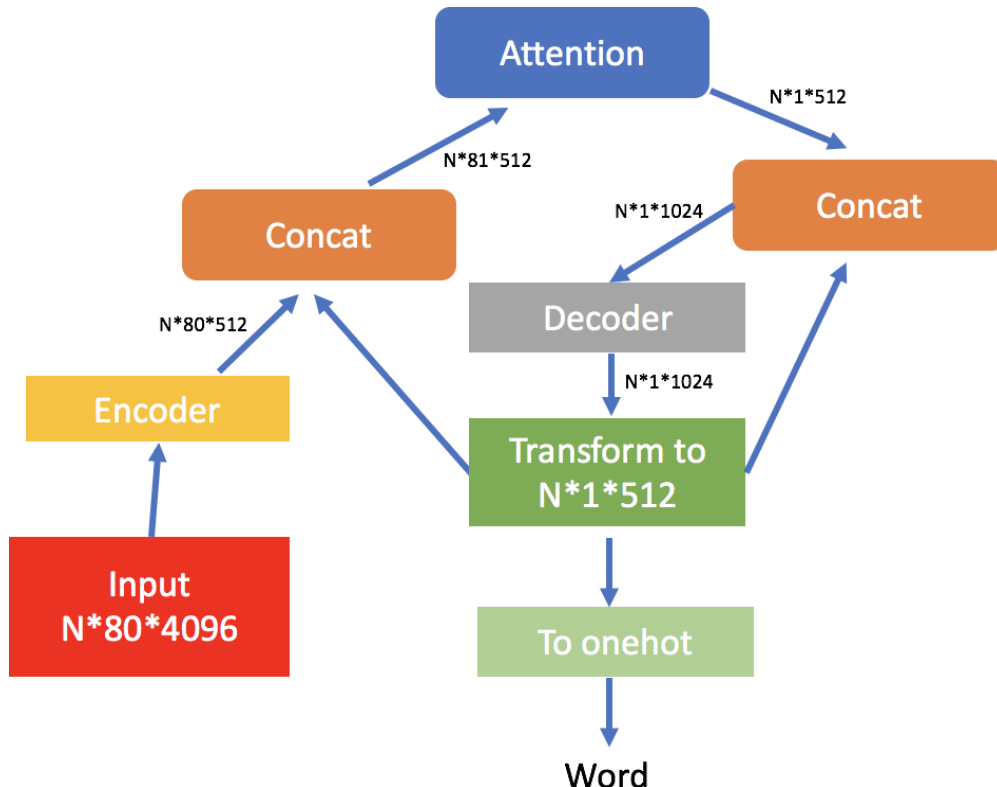 Attention
N*1*512
N*81*512
Concat
Concat
N*1*1024
N*80*512
Decoder
N*1*1024
Encoder
Transform to
N*1*512
Input
N*80*4096
To onehot
Word